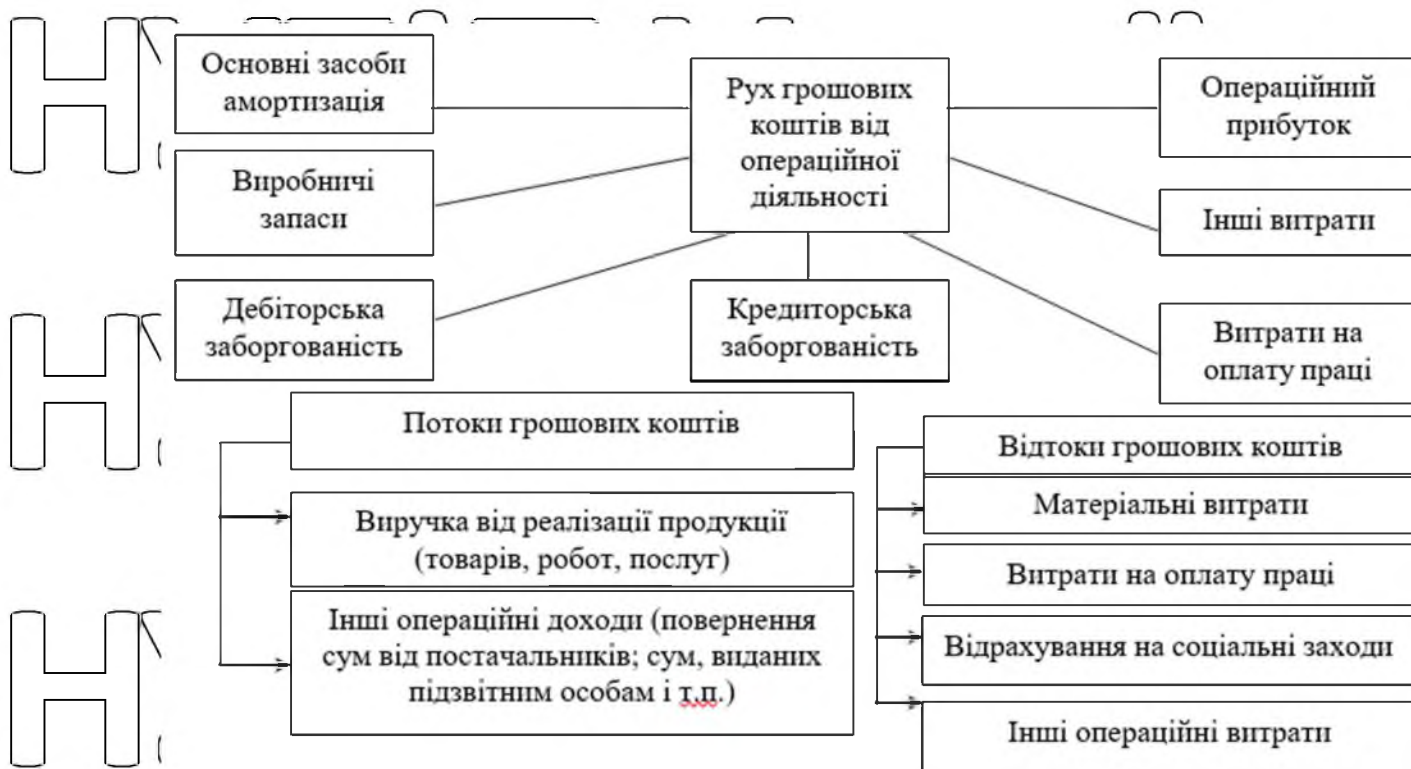 Основні засоби
амортизація
Рух грошових
коштів від
операційної
діяльності
Операційний
прибуток
Виробничі
запаси
Інші витрати
Дебіторська
заборгованість
Кредиторська
заборгованість
Витрати на
оплату праці
Потоки грошових коштів
Виручка від реалізації продукції
(товарів, робот, послуг)
Інші операційні доходи (повернення
сум від постачальників; сум, виданих
підзвітним особам і т.п.)
Відтоки грошових коштів
Матеріальні витрати
Витрати на оплату праці
Відрахування на соціальні заходи
Інші операційні витрати